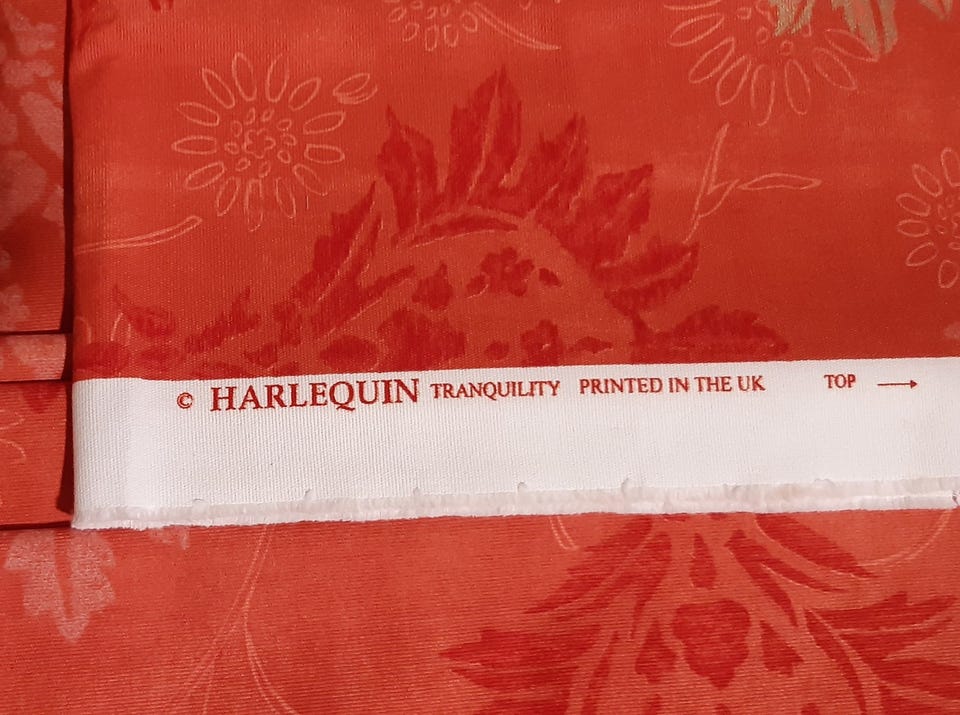 © HARLEQUIN TRANQUILITY PRINTED IN THE UK TOP →